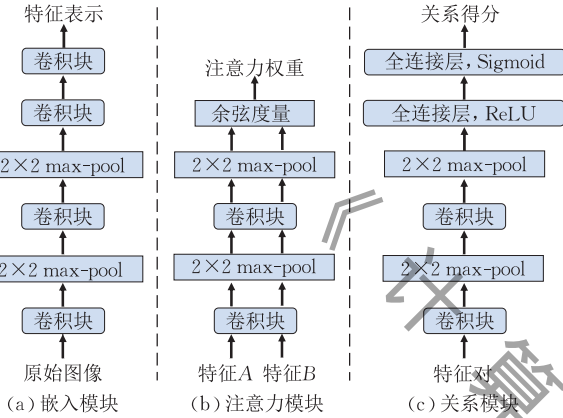 特征表示
卷积块
卷积块
2×2 max-pool
卷积块
2×2 max-pool
卷积块
原始图像
(a)嵌入模块
注意力权重
余弦度量
2×2 max-pool
卷积块
2×2 max-pool
卷积块
特征A 特征B
(b)注意力模块
关系得分
全连接层,Sigmoid
全连接层,ReLU
2×2 max-pool
卷积块
2×2 max-pool
卷积块
特征对
(c)关系模块
《计算